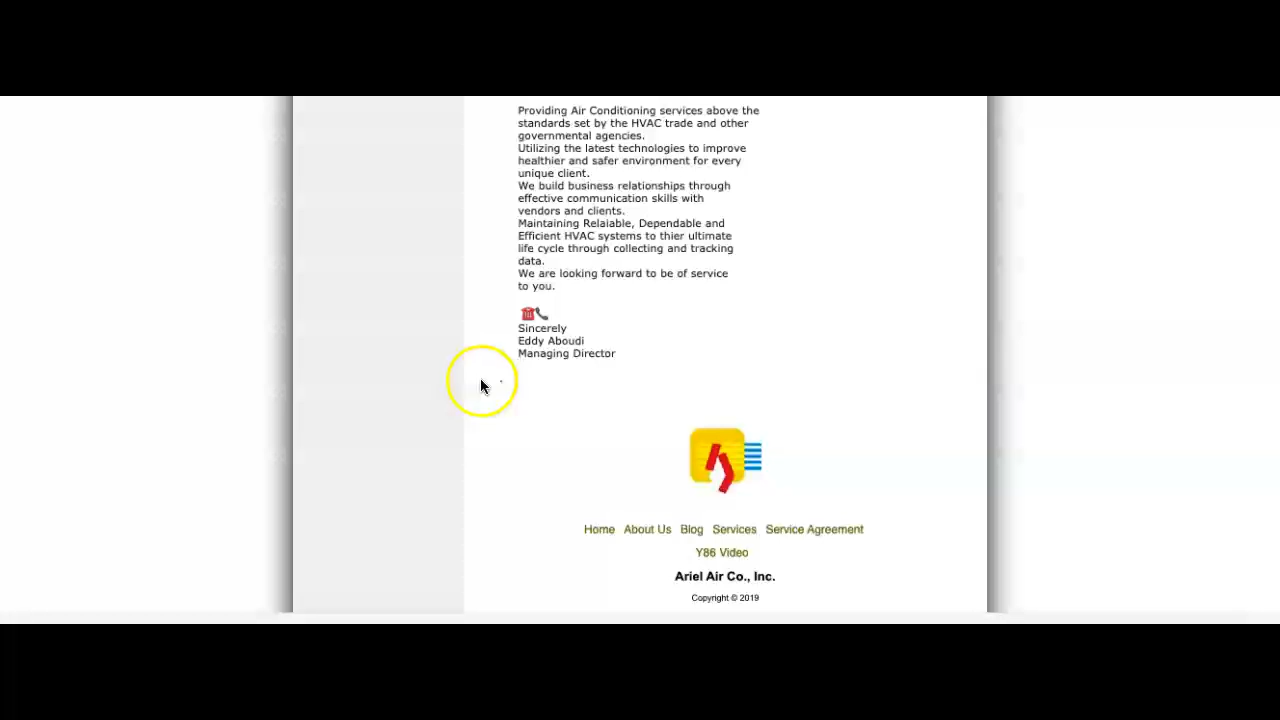 Providing Air Conditioning services above the
standards set by the HVAC trade and other
governmental agencies.
Utilizing the latest technologies to improve
healthier and safer environment for every
unique client.
We build business relationships through
effective communication skills with
vendors and clients.
Maintaining Relaiable, Dependable and
Efficient HVAC systems to thier ultimate
life cycle through collecting and tracking
data.
We are looking forward to be of service
to you.
Sincerely
Eddy Aboudi
Managing Director
Home About Us Blog Services Service Agreement
Y86 Video
Ariel Air Co., Inc.
Copyright © 2019